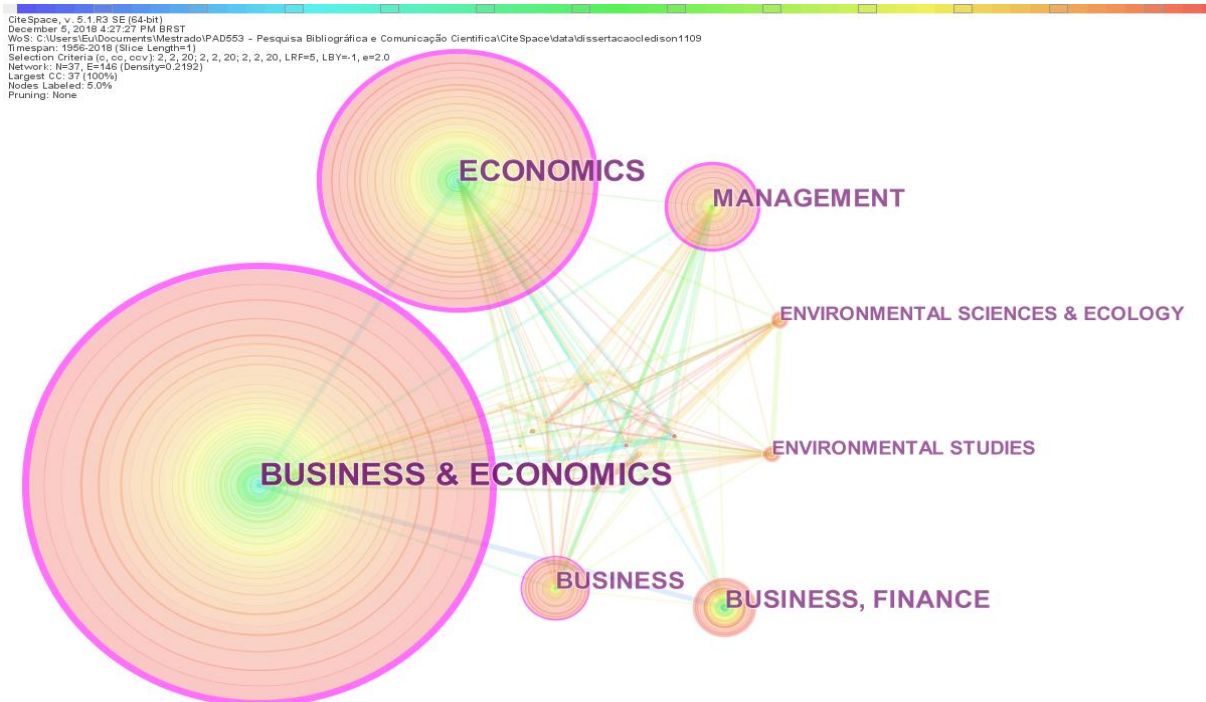 CiteSpace, v. 5.1.R3 SE (64-bit)
December 5, 2018 4:27:27 PM BRST
WoS: C:\Users\Eu\Documents\Mestrado\PAD553 - Pesquisa Bibliográfica e Comunicação Cientifica\CiteSpace\data\dissertacaocledison1109
Timespan: 1956-2018 (Slice Length=1)
Selection Criteria (c, cc, ccv): 2, 2, 20; 2, 2, 20; 2, 2, 20, LRF=5, LBY=-1, e=2.0
Network: N=37, E=146 (Density=0.2192)
Largest CC: 37 (100%)
Nodes Labeled: 5.0%
Pruning: None
ECONOMICS
MANAGEMENT
ENVIRONMENTAL SCIENCES & ECOLOGY
ENVIRONMENTAL STUDIES
BUSINESS & ECONOMICS
BUSINESS
BUSINESS, FINANCE